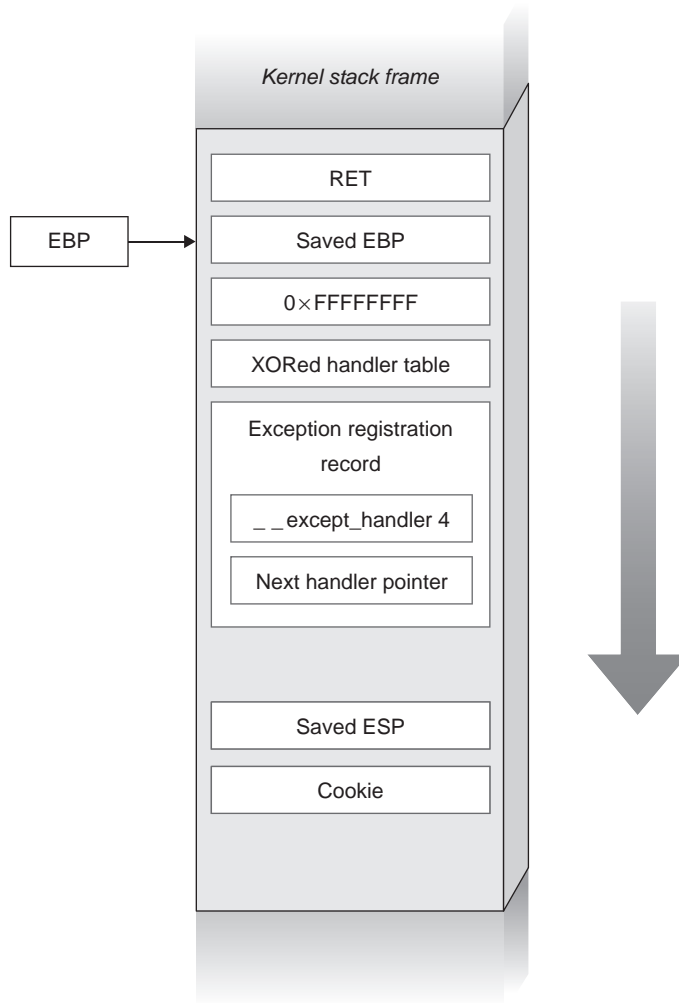 Kernel stack frame
RET
EBP
Saved EBP
0×FFFFFFFF
XORed handler table
Exception registration
record
_ _except_handler 4
Next handler pointer
Saved ESP
Cookie